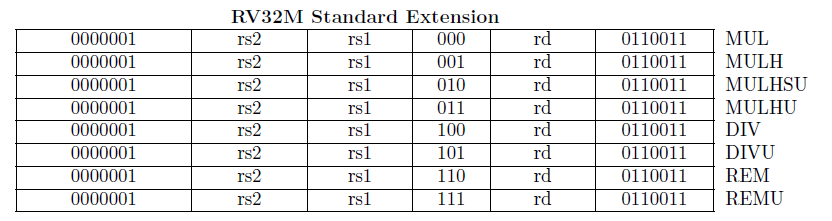 RV32M Standard Extension
0000001 rs2 rs1 000 rd 0110011 MUL
0000001 rs2 rs1 001 rd 0110011 MULH
0000001 rs2 rs1 010 rd 0110011 MULHSU
0000001 rs2 rs1 011 rd 0110011 MULHU
0000001 rs2 rs1 100 rd 0110011 DIV
0000001 rs2 rs1 101 rd 0110011 DIVU
0000001 rs2 rs1 110 rd 0110011 REM
0000001 rs2 rs1 111 rd 0110011 REMU